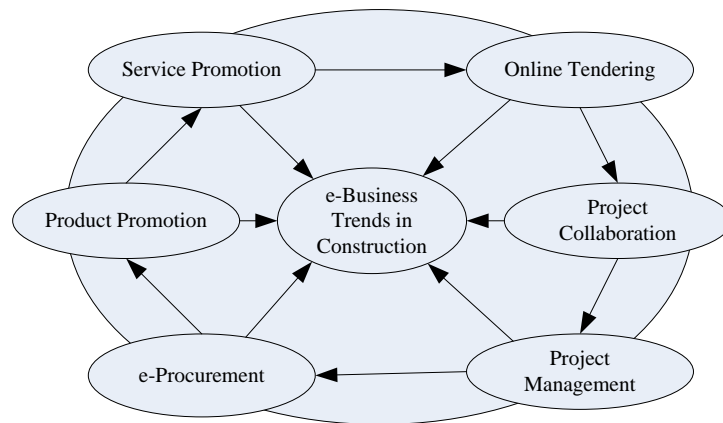 Service Promotion
Online Tendering
e-Business
Trends in
Construction
Product Promotion
Project
Collaboration
e-Procurement
Project
Management